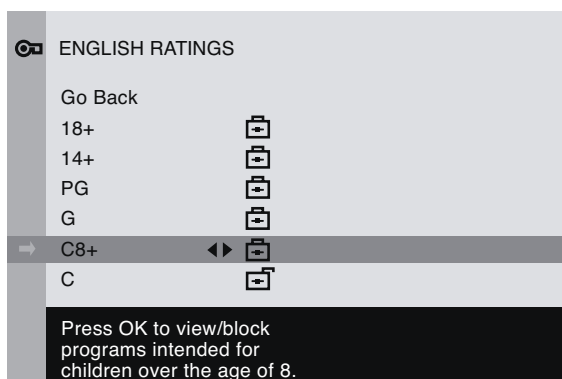 ENGLISH RATINGS
Go Back
18+
14+
PG
G
C8+
C
Press OK to view/block
programs intended for
children over the age of 8.